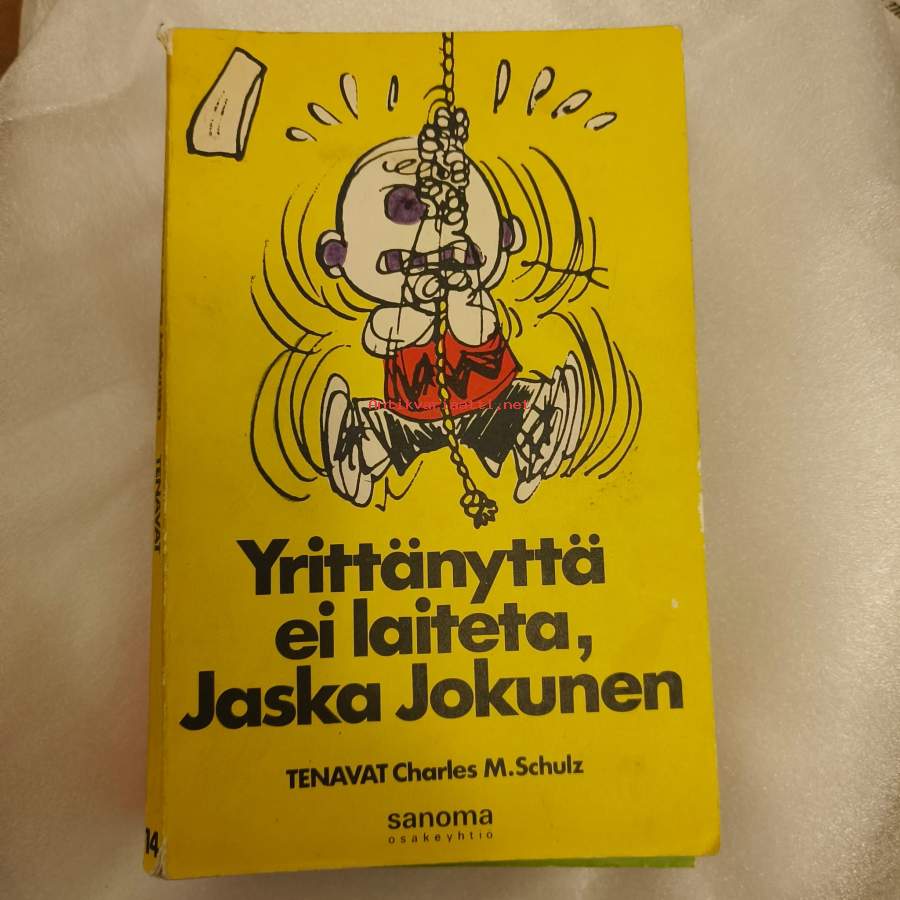 Antikvariaatti.net
Yrittänyttä
ei laiteta,
Jaska Jokunen
TENAVAT Charles M. Schulz
sanoma
osakeyhtiö
TENAVAT
14